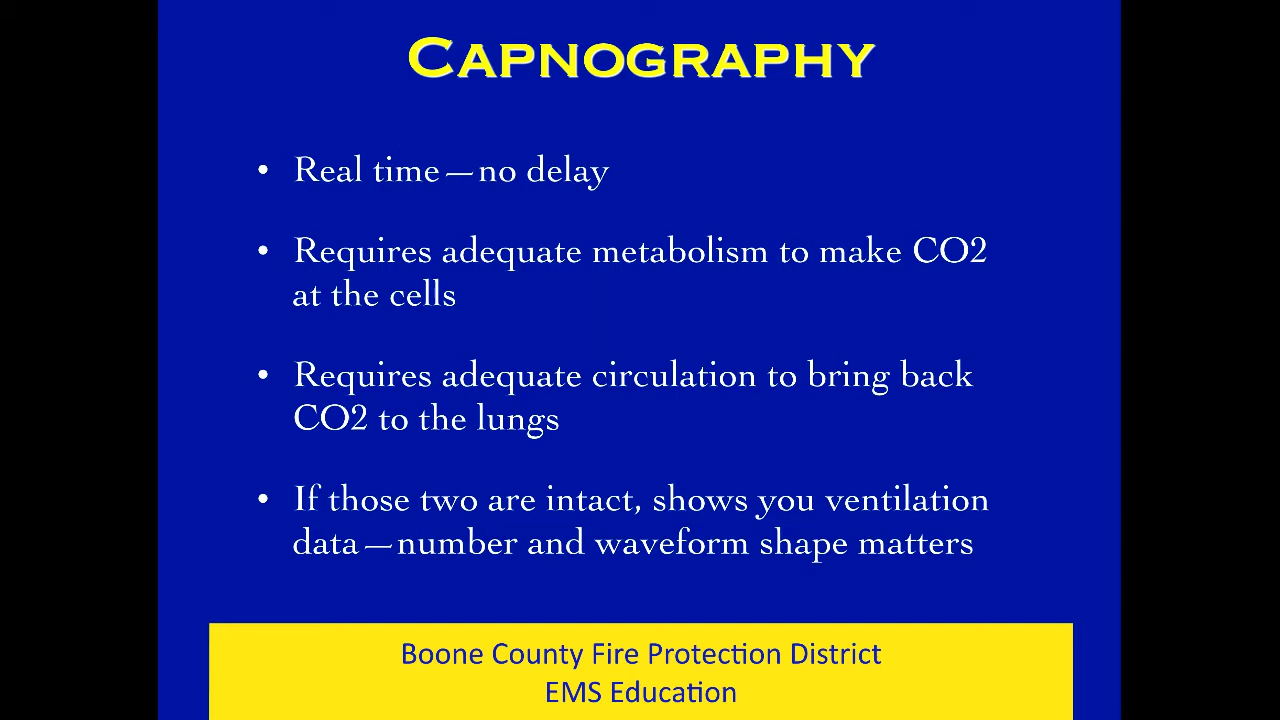 CAPNOGRAPHY
• Real time—no delay
• Requires adequate metabolism to make CO2
at the cells
• Requires adequate circulation to bring back
CO2 to the lungs
• If those two are intact, shows you ventilation
data—number and waveform shape matters
Boone County Fire Protection District
EMS Education